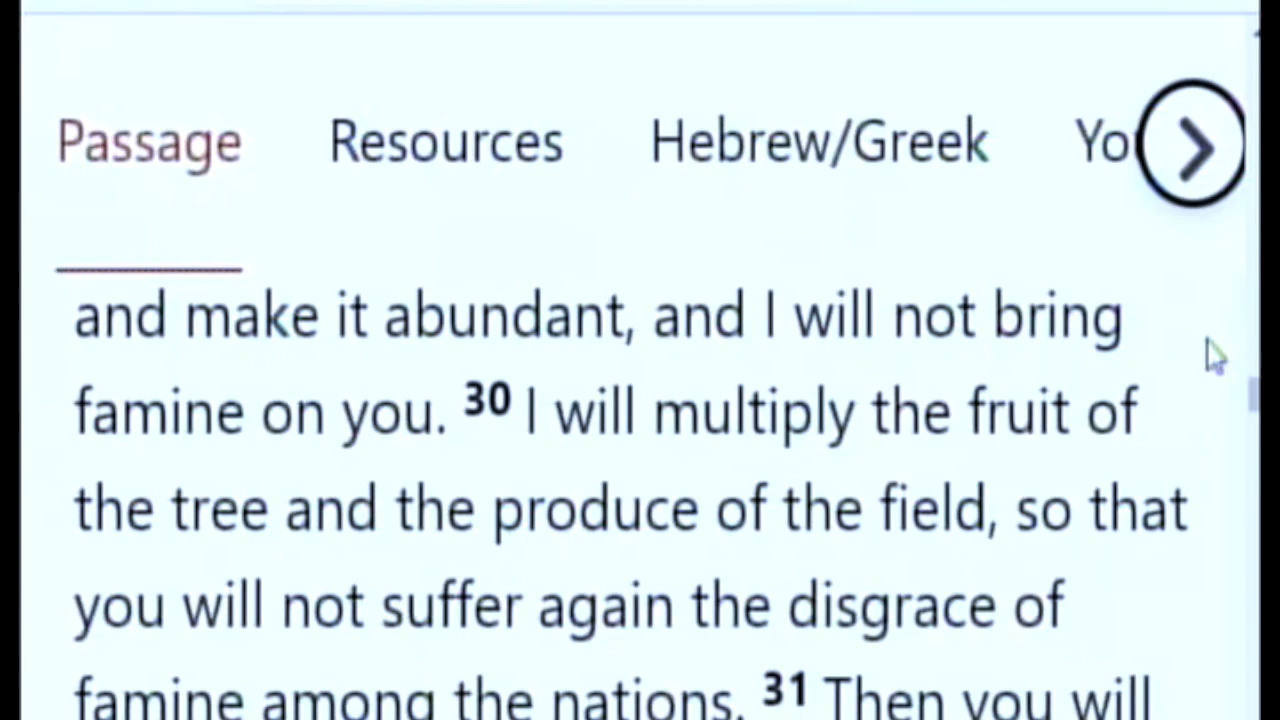 Passage Resources Hebrew/Greek
and make it abundant, and I will not bring
famine on you. 30 I will multiply the fruit of
the tree and the produce of the field, so that
you will not suffer again the disgrace of
famine among the nations. 31 Then you will